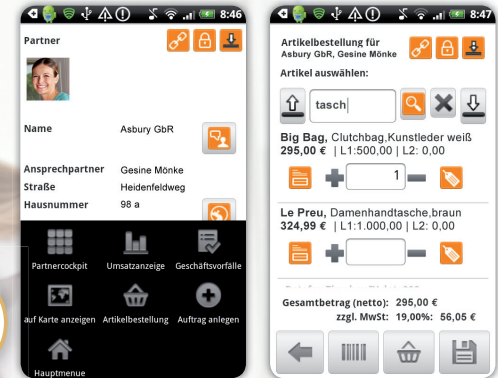 8:46
Partner
Name
Asbury GbR
Ansprechpartner
Gesine Mönke
Straße
Heidenfeldweg
Hausnummer
98 a
Partnercockpit
Umsatzanzeige
Geschäftsvorfälle
auf Karte anzeigen
Artikelbestellung
Auftrag anlegen
Hauptmenue
8:47
Artikelbestellung für
Asbury GbR, Gesine Mönke
Artikel auswählen:
tasch
Big Bag, Clutchbag,Kunstleder weiß
295,00 € | L1:500,00 | L2: 0,00
1
Le Preu, Damenhandtasche,braun
324,99 € | L1:1.000,00 | L2: 0,00
Gesamtbetrag (netto): 295,00 €
zzgl. MwSt: 19,00%: 56,05 €